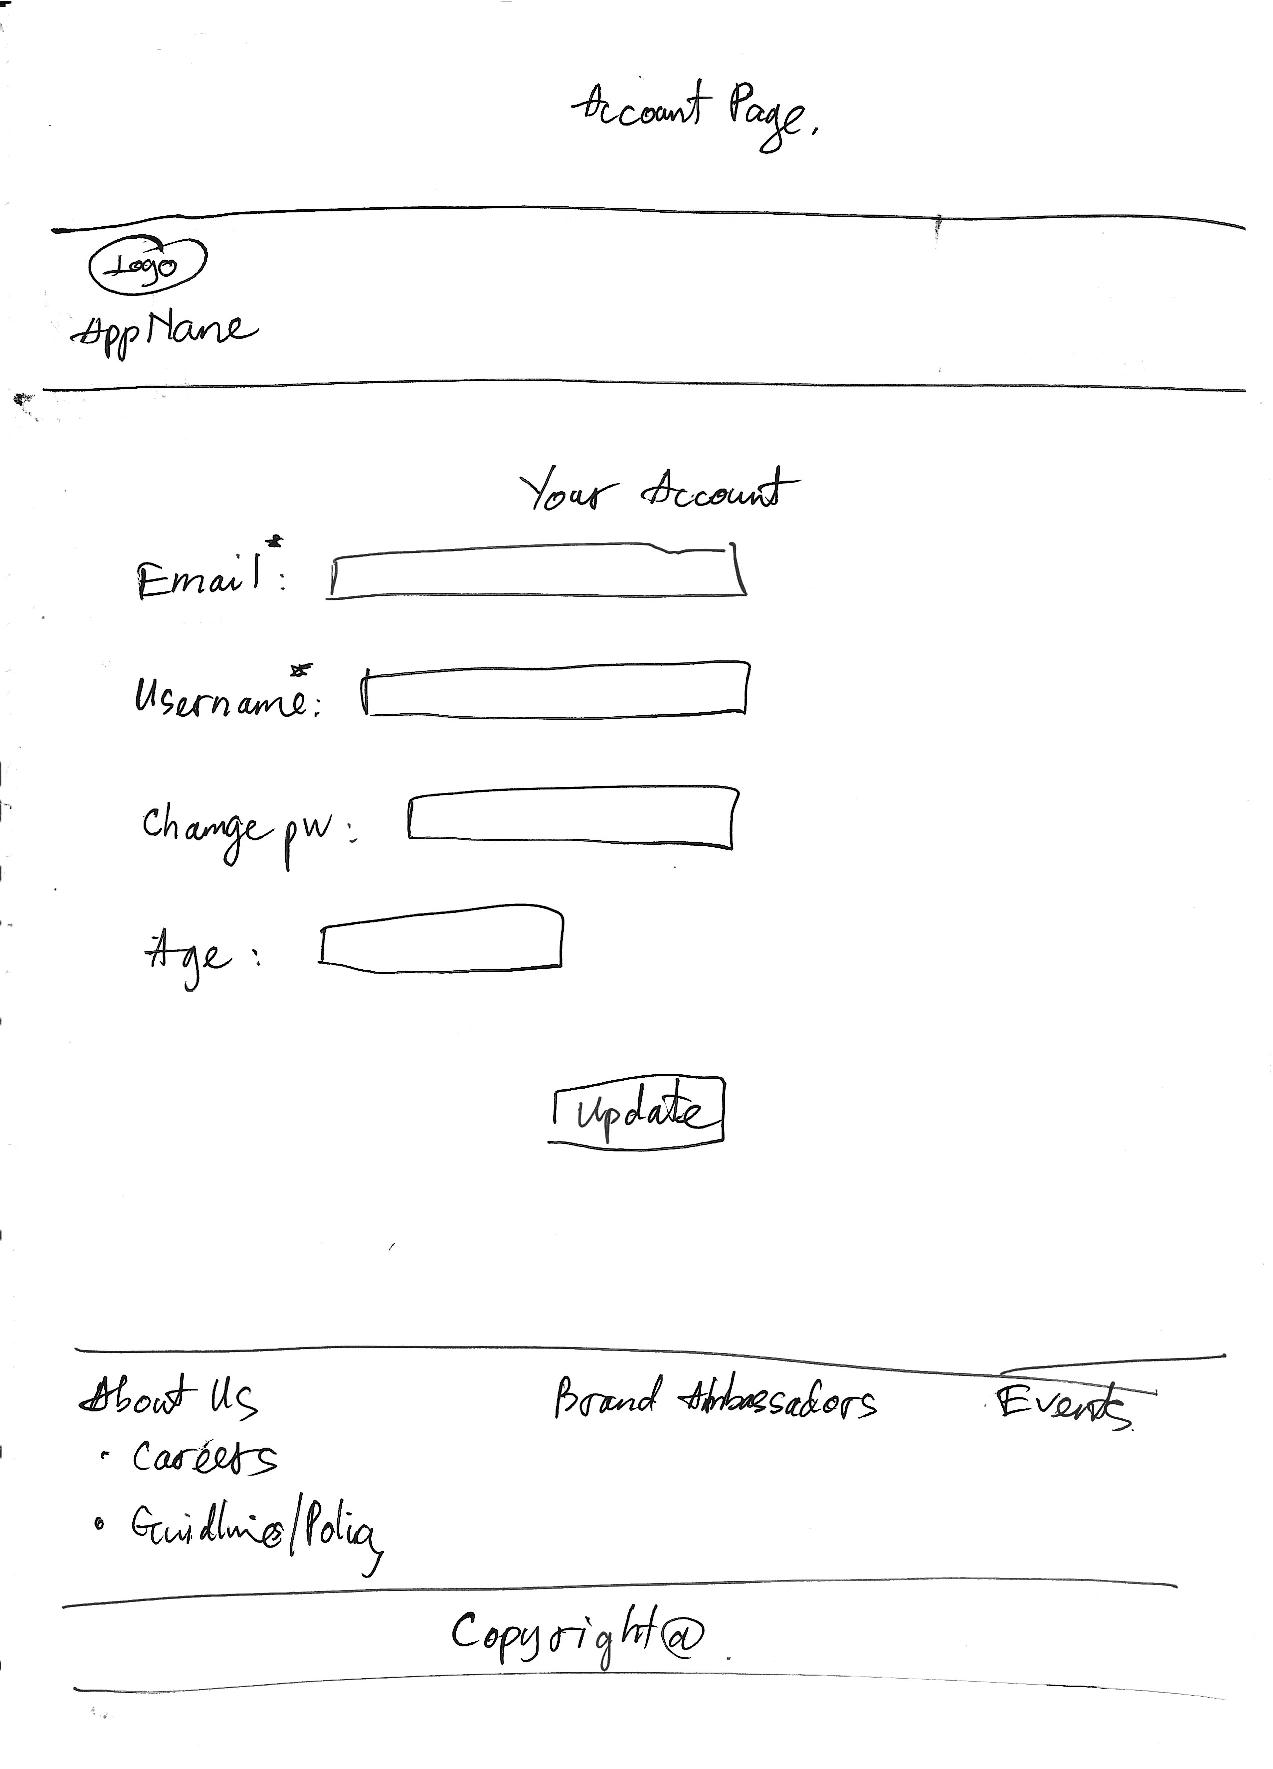 Account Page.
Logo
App Name
Your Account
Email*:
Username*:
Change pw:
Age:
Update
About Us Brand Ambassadors Events
• Careers
• Guidlines/Policy
Copyright@.